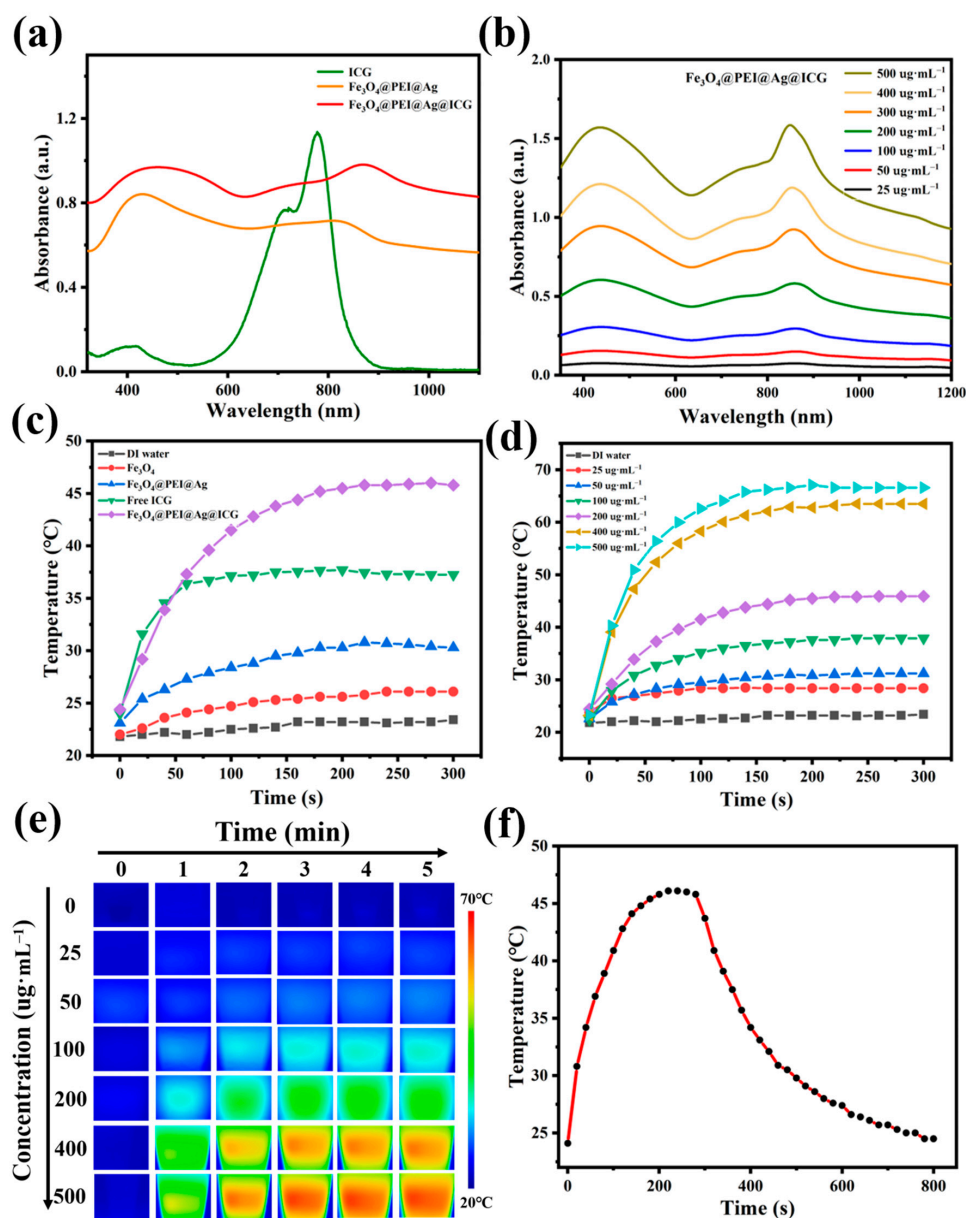 (a)
ICG
Fe₃O₄@PEI@Ag
Fe₃O₄@PEI@Ag@ICG
1.2
0.8
0.4
0.0
Absorbance (a.u.)
400 600 800 1000
Wavelength (nm)
(b)
Fe₃O₄@PEI@Ag@ICG
500 ug·mL⁻¹
400 ug·mL⁻¹
300 ug·mL⁻¹
200 ug·mL⁻¹
100 ug·mL⁻¹
50 ug·mL⁻¹
25 ug·mL⁻¹
2.0
1.5
1.0
0.5
0.0
Absorbance (a.u.)
400 500 600 700 800 900 1000 1100 1200
Wavelength (nm)
(c)
DI water
Fe₃O₄
Fe₃O₄@PEI@Ag
Free ICG
Fe₃O₄@PEI@Ag@ICG
50
45
40
35
30
25
20
Temperature (°C)
0 50 100 150 200 250 300
Time (s)
(d)
DI water
25 ug·mL⁻¹
50 ug·mL⁻¹
100 ug·mL⁻¹
200 ug·mL⁻¹
400 ug·mL⁻¹
500 ug·mL⁻¹
70
60
50
40
30
20
Temperature (°C)
0 50 100 150 200 250 300
Time (s)
(e)
Time (min)
0 1 2 3 4 5
Concentration (ug·mL⁻¹)
0
25
50
100
200
400
500
70°C
20°C
(f)
50
45
40
35
30
25
Temperature (°C)
0 200 400 600 800
Time (s)